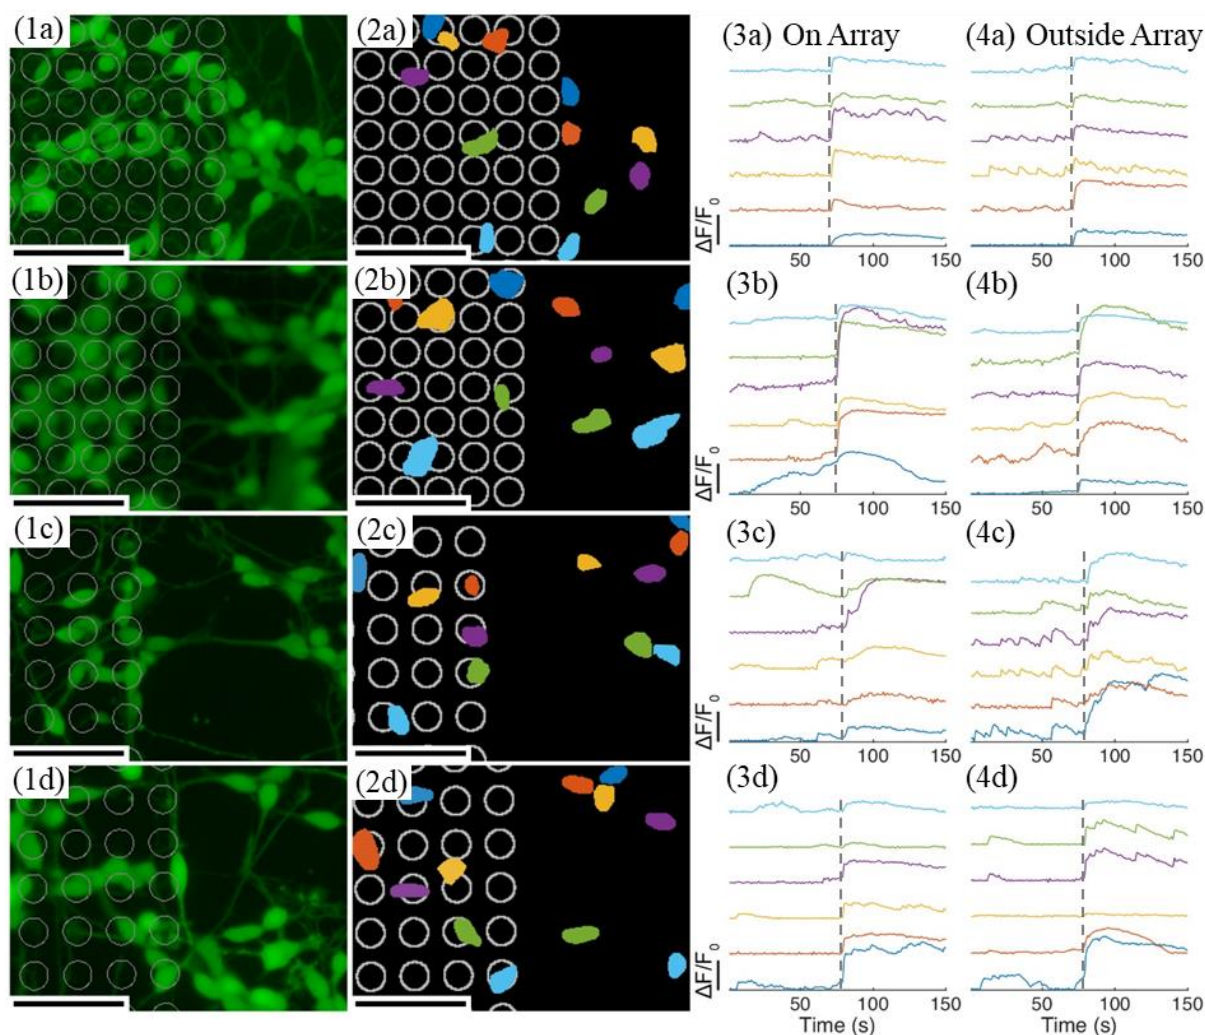 (1a) (2a) (3a) On Array (4a) Outside Array
ΔF/F0
50 100 150 50 100 150
(1b) (2b) (3b) (4b)
ΔF/F0
50 100 150 50 100 150
(1c) (2c) (3c) (4c)
ΔF/F0
50 100 150 50 100 150
(1d) (2d) (3d) (4d)
ΔF/F0
50 100 150 50 100 150
Time (s) Time (s)